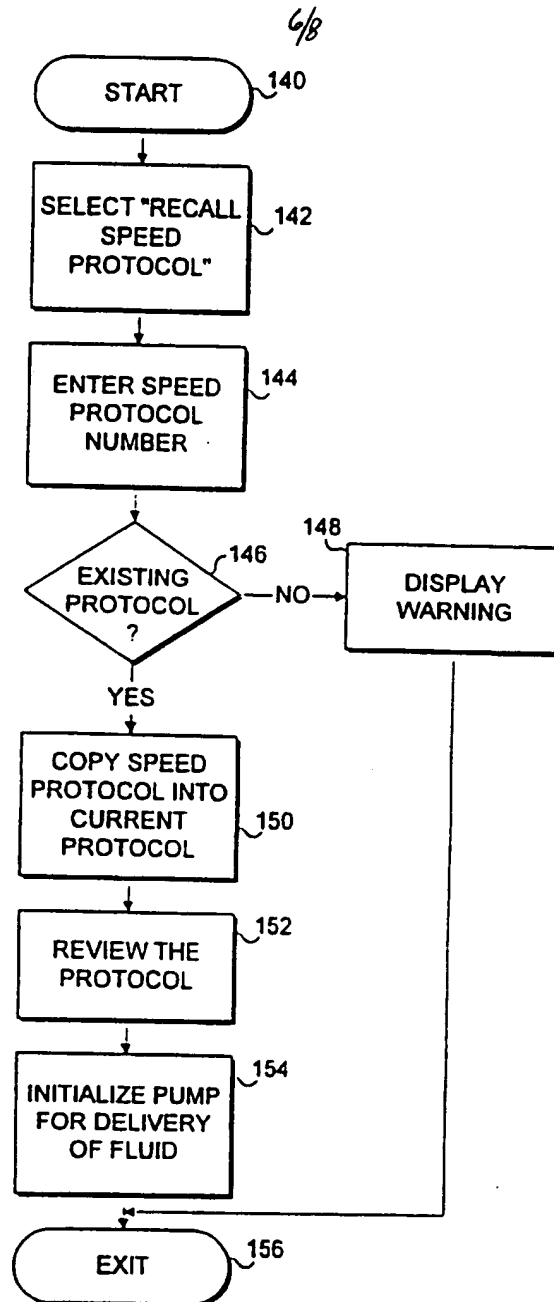 6/8
START
140
SELECT "RECALL
SPEED
PROTOCOL"
142
ENTER SPEED
PROTOCOL
NUMBER
144
EXISTING
PROTOCOL
?
146
NO
148
DISPLAY
WARNING
YES
COPY SPEED
PROTOCOL INTO
CURRENT
PROTOCOL
150
152
REVIEW THE
PROTOCOL
154
INITIALIZE PUMP
FOR DELIVERY
OF FLUID
EXIT
156